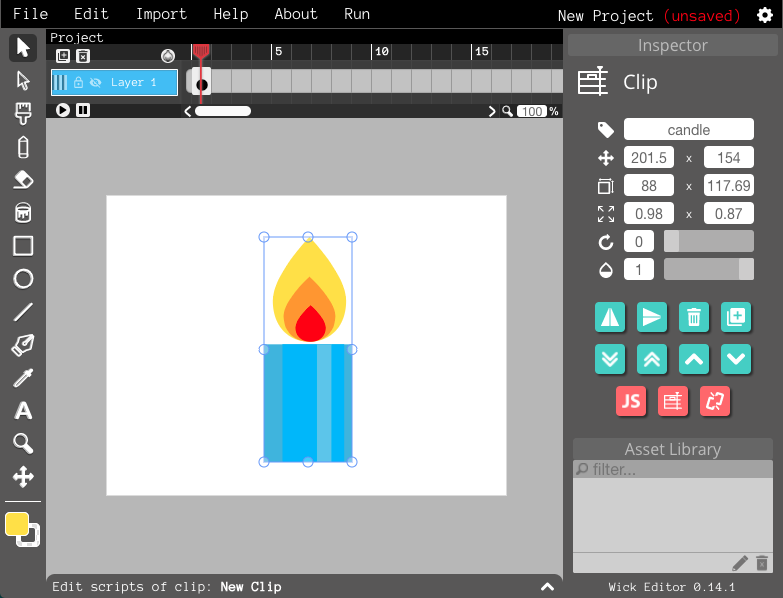 File Edit Import Help About Run New Project (unsaved)
Project
5 10 15
Layer 1
100 %
Inspector
Clip
candle
201.5 x 154
88 x 117.69
0.98 x 0.87
0
1
JS
A
Asset Library
filter...
Edit scripts of clip: New Clip
Wick Editor 0.14.1